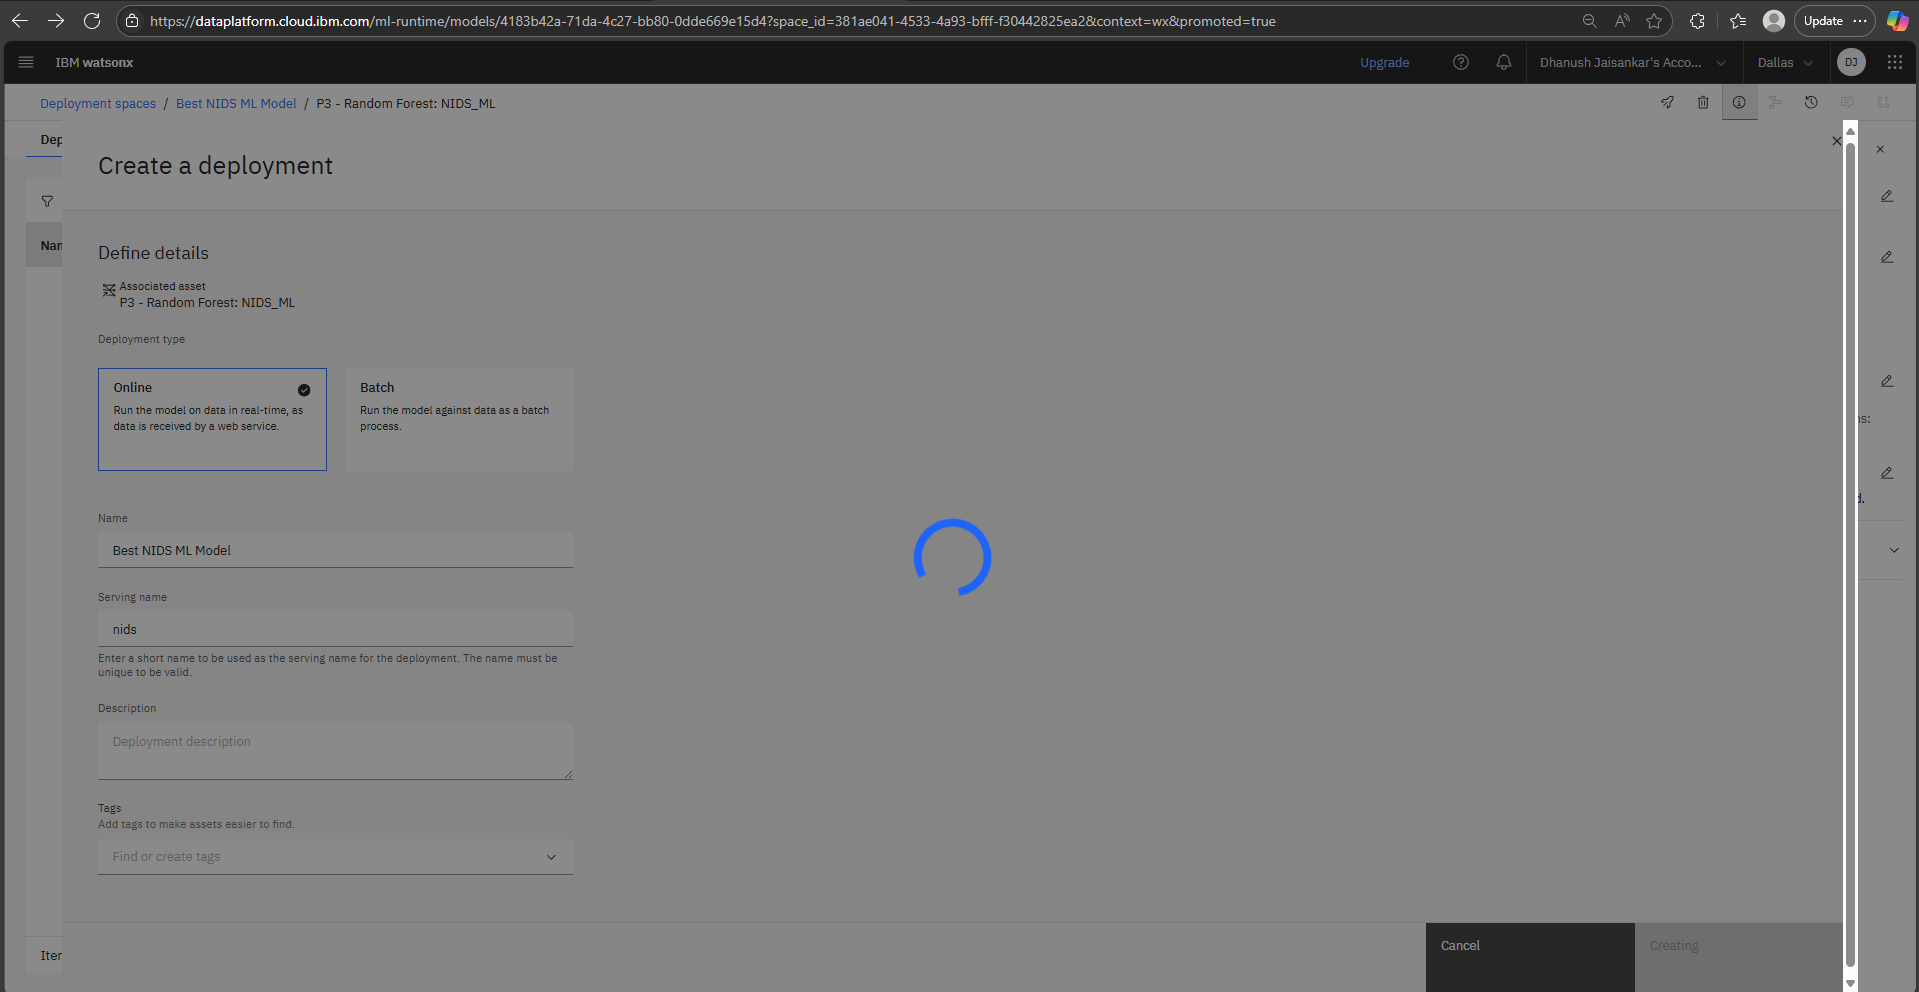 https://dataplatform.cloud.ibm.com/ml-runtime/models/4183b42a-71da-4c27-bb80-0dde669e15d4?space_id=381ae041-4533-4a93-bfff-f30442825ea2&context=wx&promoted=true
Update
IBM watsonx
Upgrade
Dhanush Jaisankar's Acco...
Dallas
DJ
Deployment spaces / Best NIDS ML Model / P3 - Random Forest: NIDS_ML
Dep
Create a deployment
Nam
Define details
Associated asset
P3 - Random Forest: NIDS_ML
Deployment type
Online
Run the model on data in real-time, as
data is received by a web service.
Batch
Run the model against data as a batch
process.
ns:
d.
Name
Best NIDS ML Model
Serving name
nids
Enter a short name to be used as the serving name for the deployment. The name must be
unique to be valid.
Description
Deployment description
Tags
Add tags to make assets easier to find.
Find or create tags
Iter
Cancel
Creating